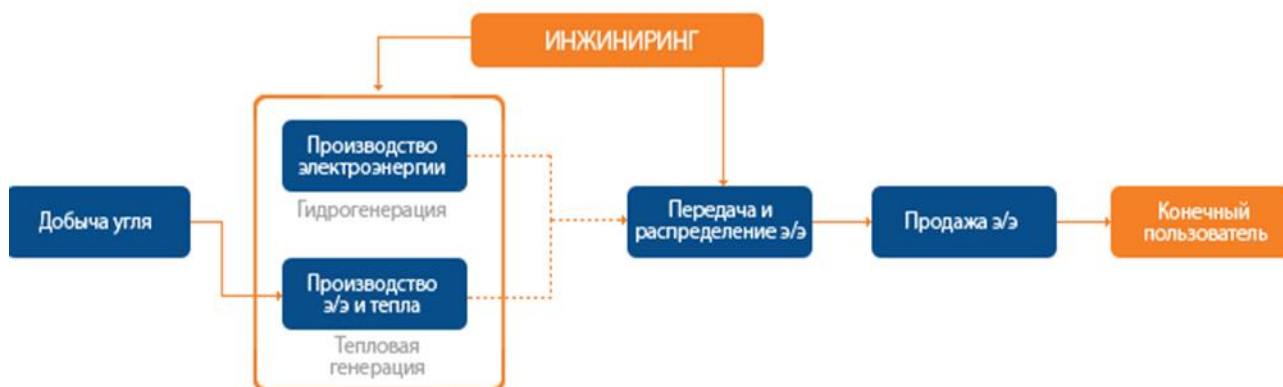 ИНЖИНИРИНГ
Производство
электроэнергии
Гидрогенерация
Добыча угля
Производство
э/э и тепла
Тепловая
генерация
Передача и
распределение э/э
Продажа э/э
Конечный
пользователь